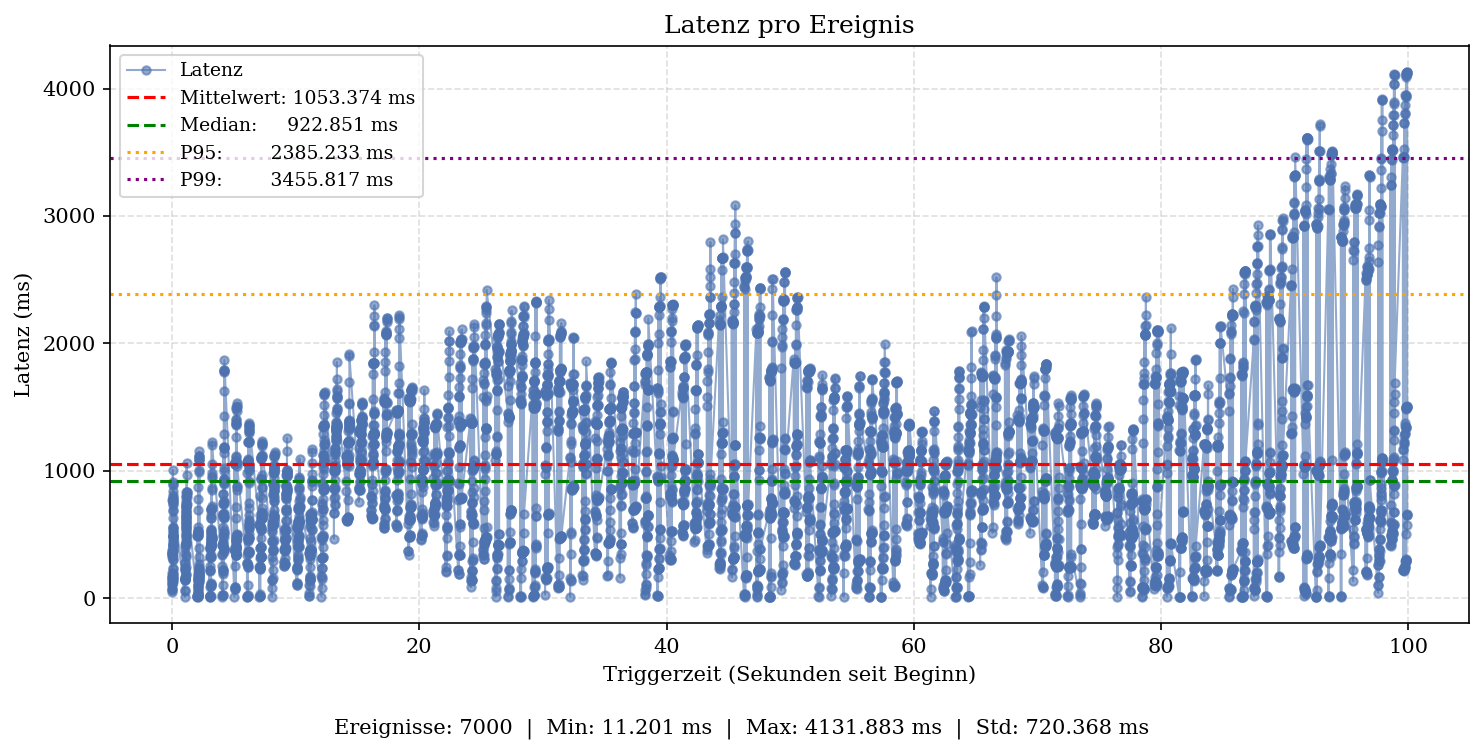 Latenz pro Ereignis
Latenz (ms)
4000
3000
2000
1000
0
Latenz
Mittelwert: 1053.374 ms
Median: 922.851 ms
P95: 2385.233 ms
P99: 3455.817 ms
0 20 40 60 80 100
Triggerzeit (Sekunden seit Beginn)
Ereignisse: 7000 | Min: 11.201 ms | Max: 4131.883 ms | Std: 720.368 ms